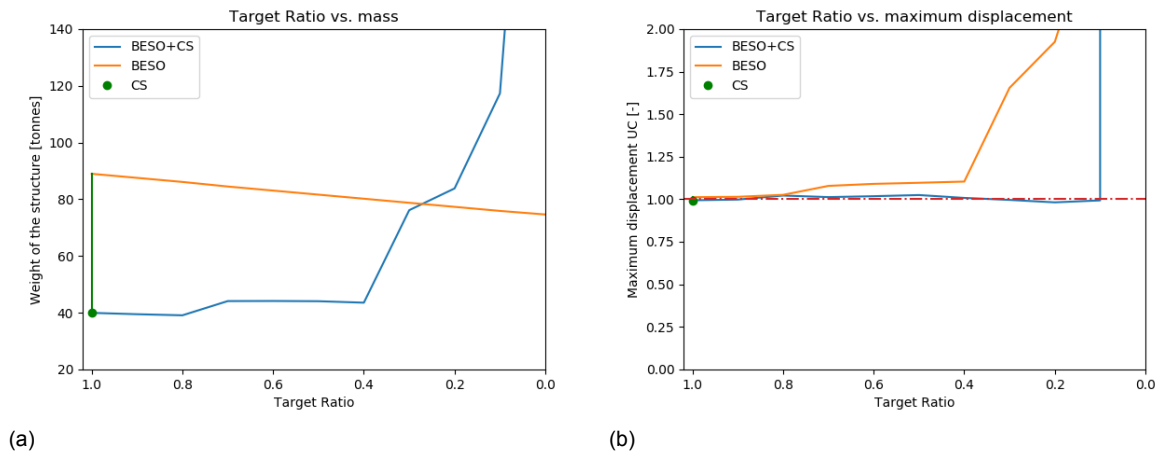 Target Ratio vs. mass
140
120
100
80
60
40
20
Weight of the structure [tonnes]
BESO+CS
BESO
CS
1.0 0.8 0.6 0.4 0.2 0.0
Target Ratio
(a)
Target Ratio vs. maximum displacement
2.00
1.75
1.50
1.25
1.00
0.75
0.50
0.25
0.00
Maximum displacement UC [-]
BESO+CS
BESO
CS
1.0 0.8 0.6 0.4 0.2 0.0
Target Ratio
(b)